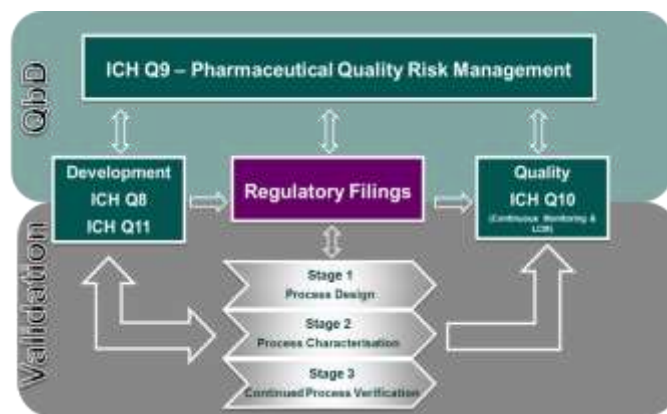 QbD
ICH Q9 – Pharmaceutical Quality Risk Management
Development
ICH Q8
ICH Q11
Regulatory Filings
Quality
ICH Q10
(Continuous Monitoring &
Validation
Stage 1
Process Design
Stage 2
Process Characterisation
Stage 3
Continued Process Verification